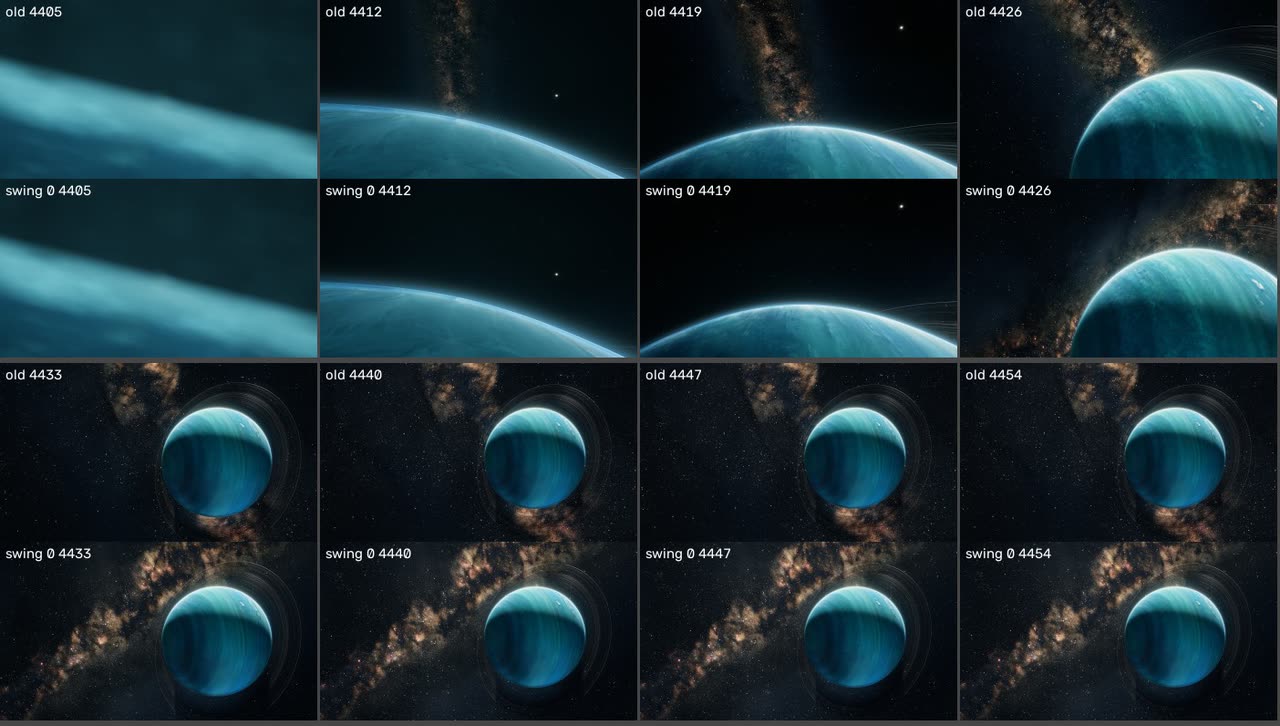 old 4405
old 4412
old 4419
old 4426
swing 0 4405
swing 0 4412
swing 0 4419
swing 0 4426
old 4433
old 4440
old 4447
old 4454
swing 0 4433
swing 0 4440
swing 0 4447
swing 0 4454